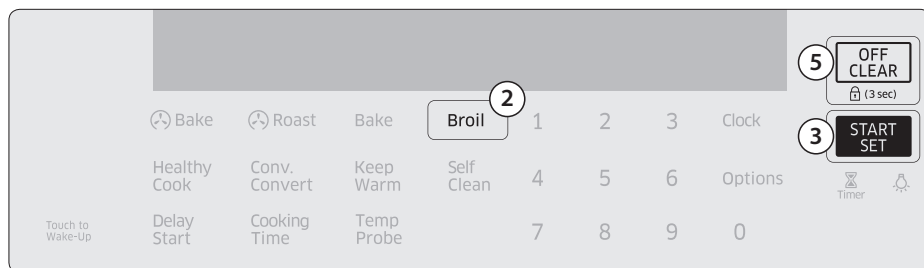 5
OFF
CLEAR
(3 sec)
2
Bake
Roast
Bake
Broil
1
2
3
Clock
3
START
SET
Healthy
Cook
Conv.
Convert
Keep
Warm
Self
Clean
4
5
6
Options
Timer
Touch to
Wake-Up
Delay
Start
Cooking
Time
Temp
Probe
7
8
9
0